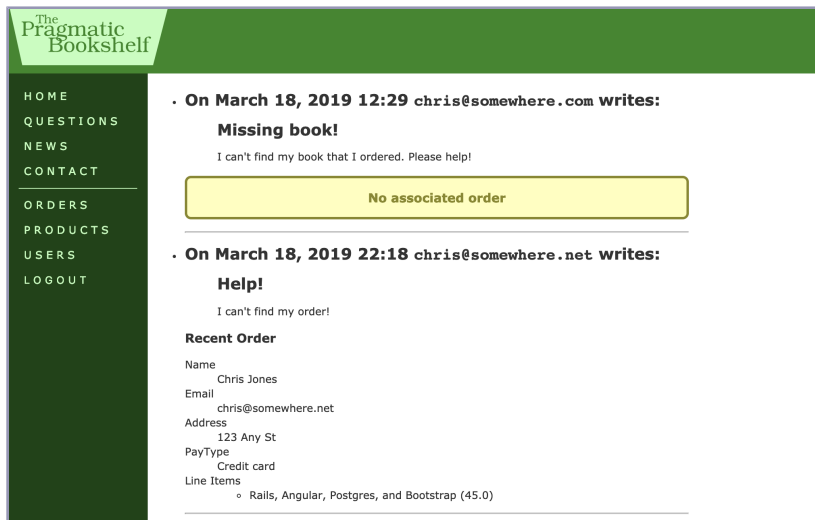 The
Pragmatic
Bookshelf
HOME
QUESTIONS
NEWS
CONTACT
ORDERS
PRODUCTS
USERS
LOGOUT
On March 18, 2019 12:29 chris@somewhere.com writes:
Missing book!
I can't find my book that I ordered. Please help!
No associated order
On March 18, 2019 22:18 chris@somewhere.net writes:
Help!
I can't find my order!
Recent Order
Name
Chris Jones
Email
chris@somewhere.net
Address
123 Any St
PayType
Credit card
Line Items
Rails, Angular, Postgres, and Bootstrap (45.0)